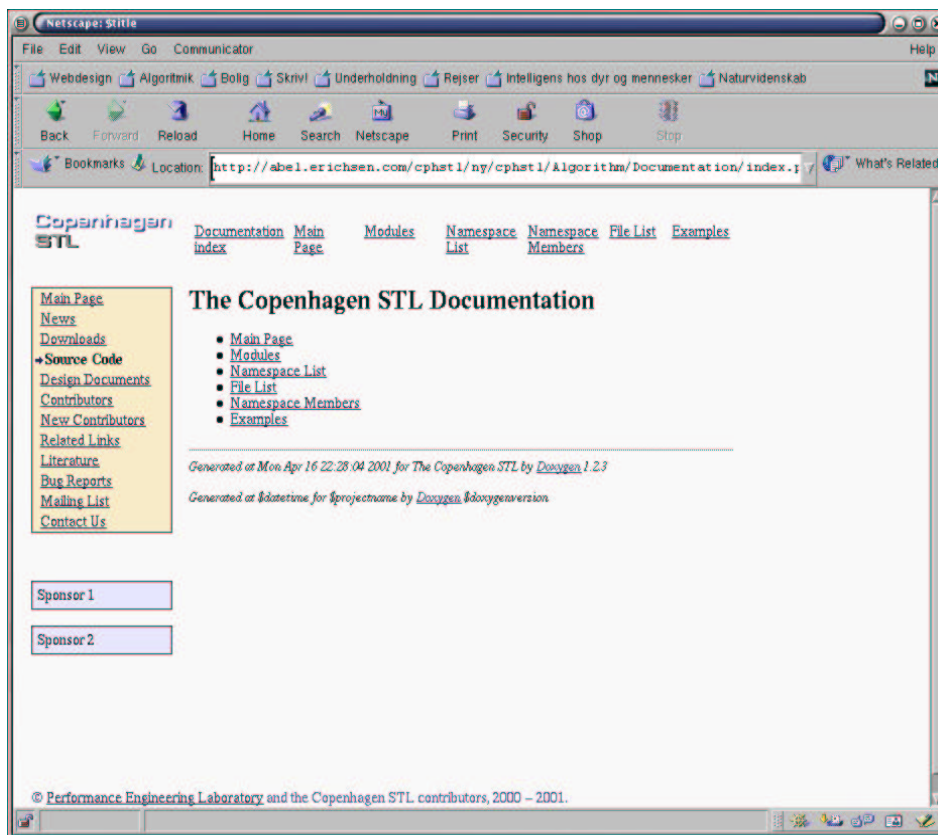 Netscape: $title
File Edit View Go Communicator Help
Webdesign Algoritmik Bolig Skriv! Underholdning Rejser Intelligens hos dyr og mennesker Naturvidenskab N
Back Forward Reload Home Search Netscape Print Security Shop Stop
My
Bookmarks Location: http://abel.erichsen.com/cphstl/ny/cphstl/Algorithm/Documentation/index.p What's Related
Copenhagen
STL
Documentation Main Modules Namespace Namespace File List Examples
index Page List Members
Main Page
News
Downloads
Source Code
Design Documents
Contributors
New Contributors
Related Links
Literature
Bug Reports
Mailing List
Contact Us
The Copenhagen STL Documentation
Main Page
Modules
Namespace List
File List
Namespace Members
Examples
Generated at Mon Apr 16 22:28:04 2001 for The Copenhagen STL by Doxygen 1.2.3
Generated at $datetime for $projectname by Doxygen $doxygenversion
Sponsor 1
Sponsor 2
© Performance Engineering Laboratory and the Copenhagen STL contributors, 2000 – 2001.